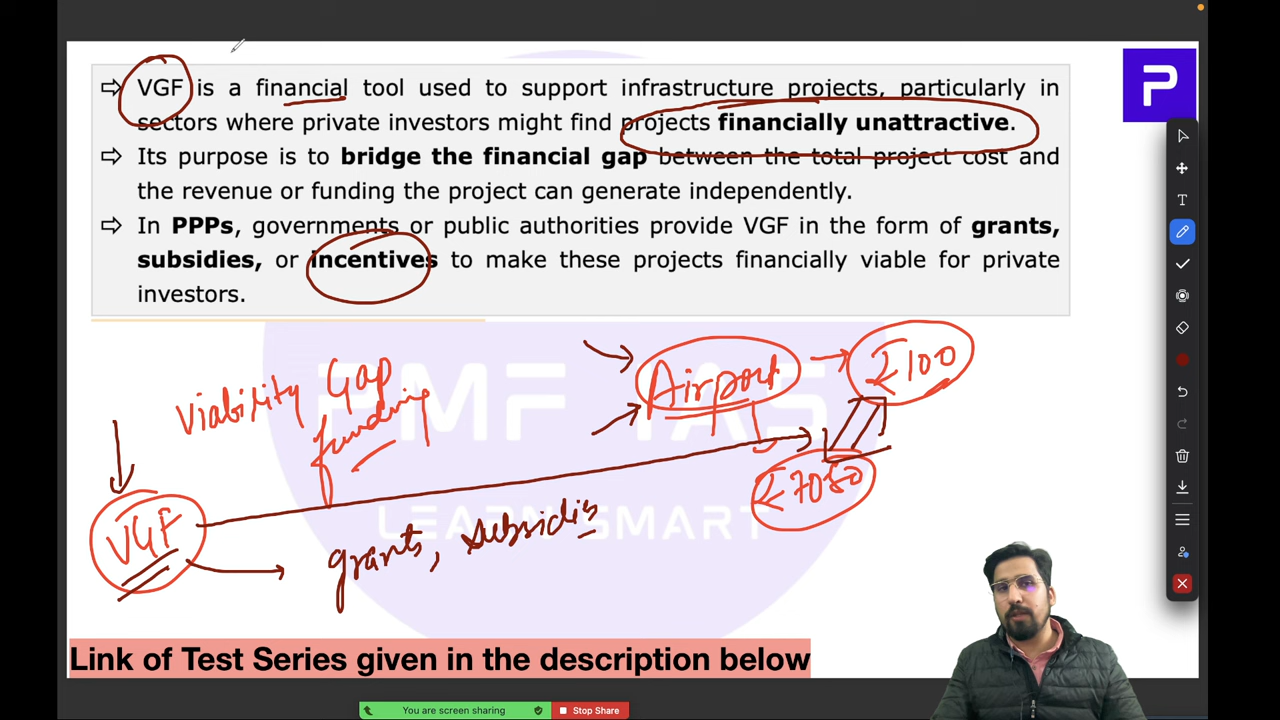 ⇨ VGF is a financial tool used to support infrastructure projects, particularly in
sectors where private investors might find projects financially unattractive.
⇨ Its purpose is to bridge the financial gap between the total project cost and
the revenue or funding the project can generate independently.
⇨ In PPPs, governments or public authorities provide VGF in the form of grants,
subsidies, or incentives to make these projects financially viable for private
investors.
Viability Gap
funding
Airport
₹100
VGF
grants, subsidies
PMF IAS
LEARN SMART
Link of Test Series given in the description below
You are screen sharing
Stop Share